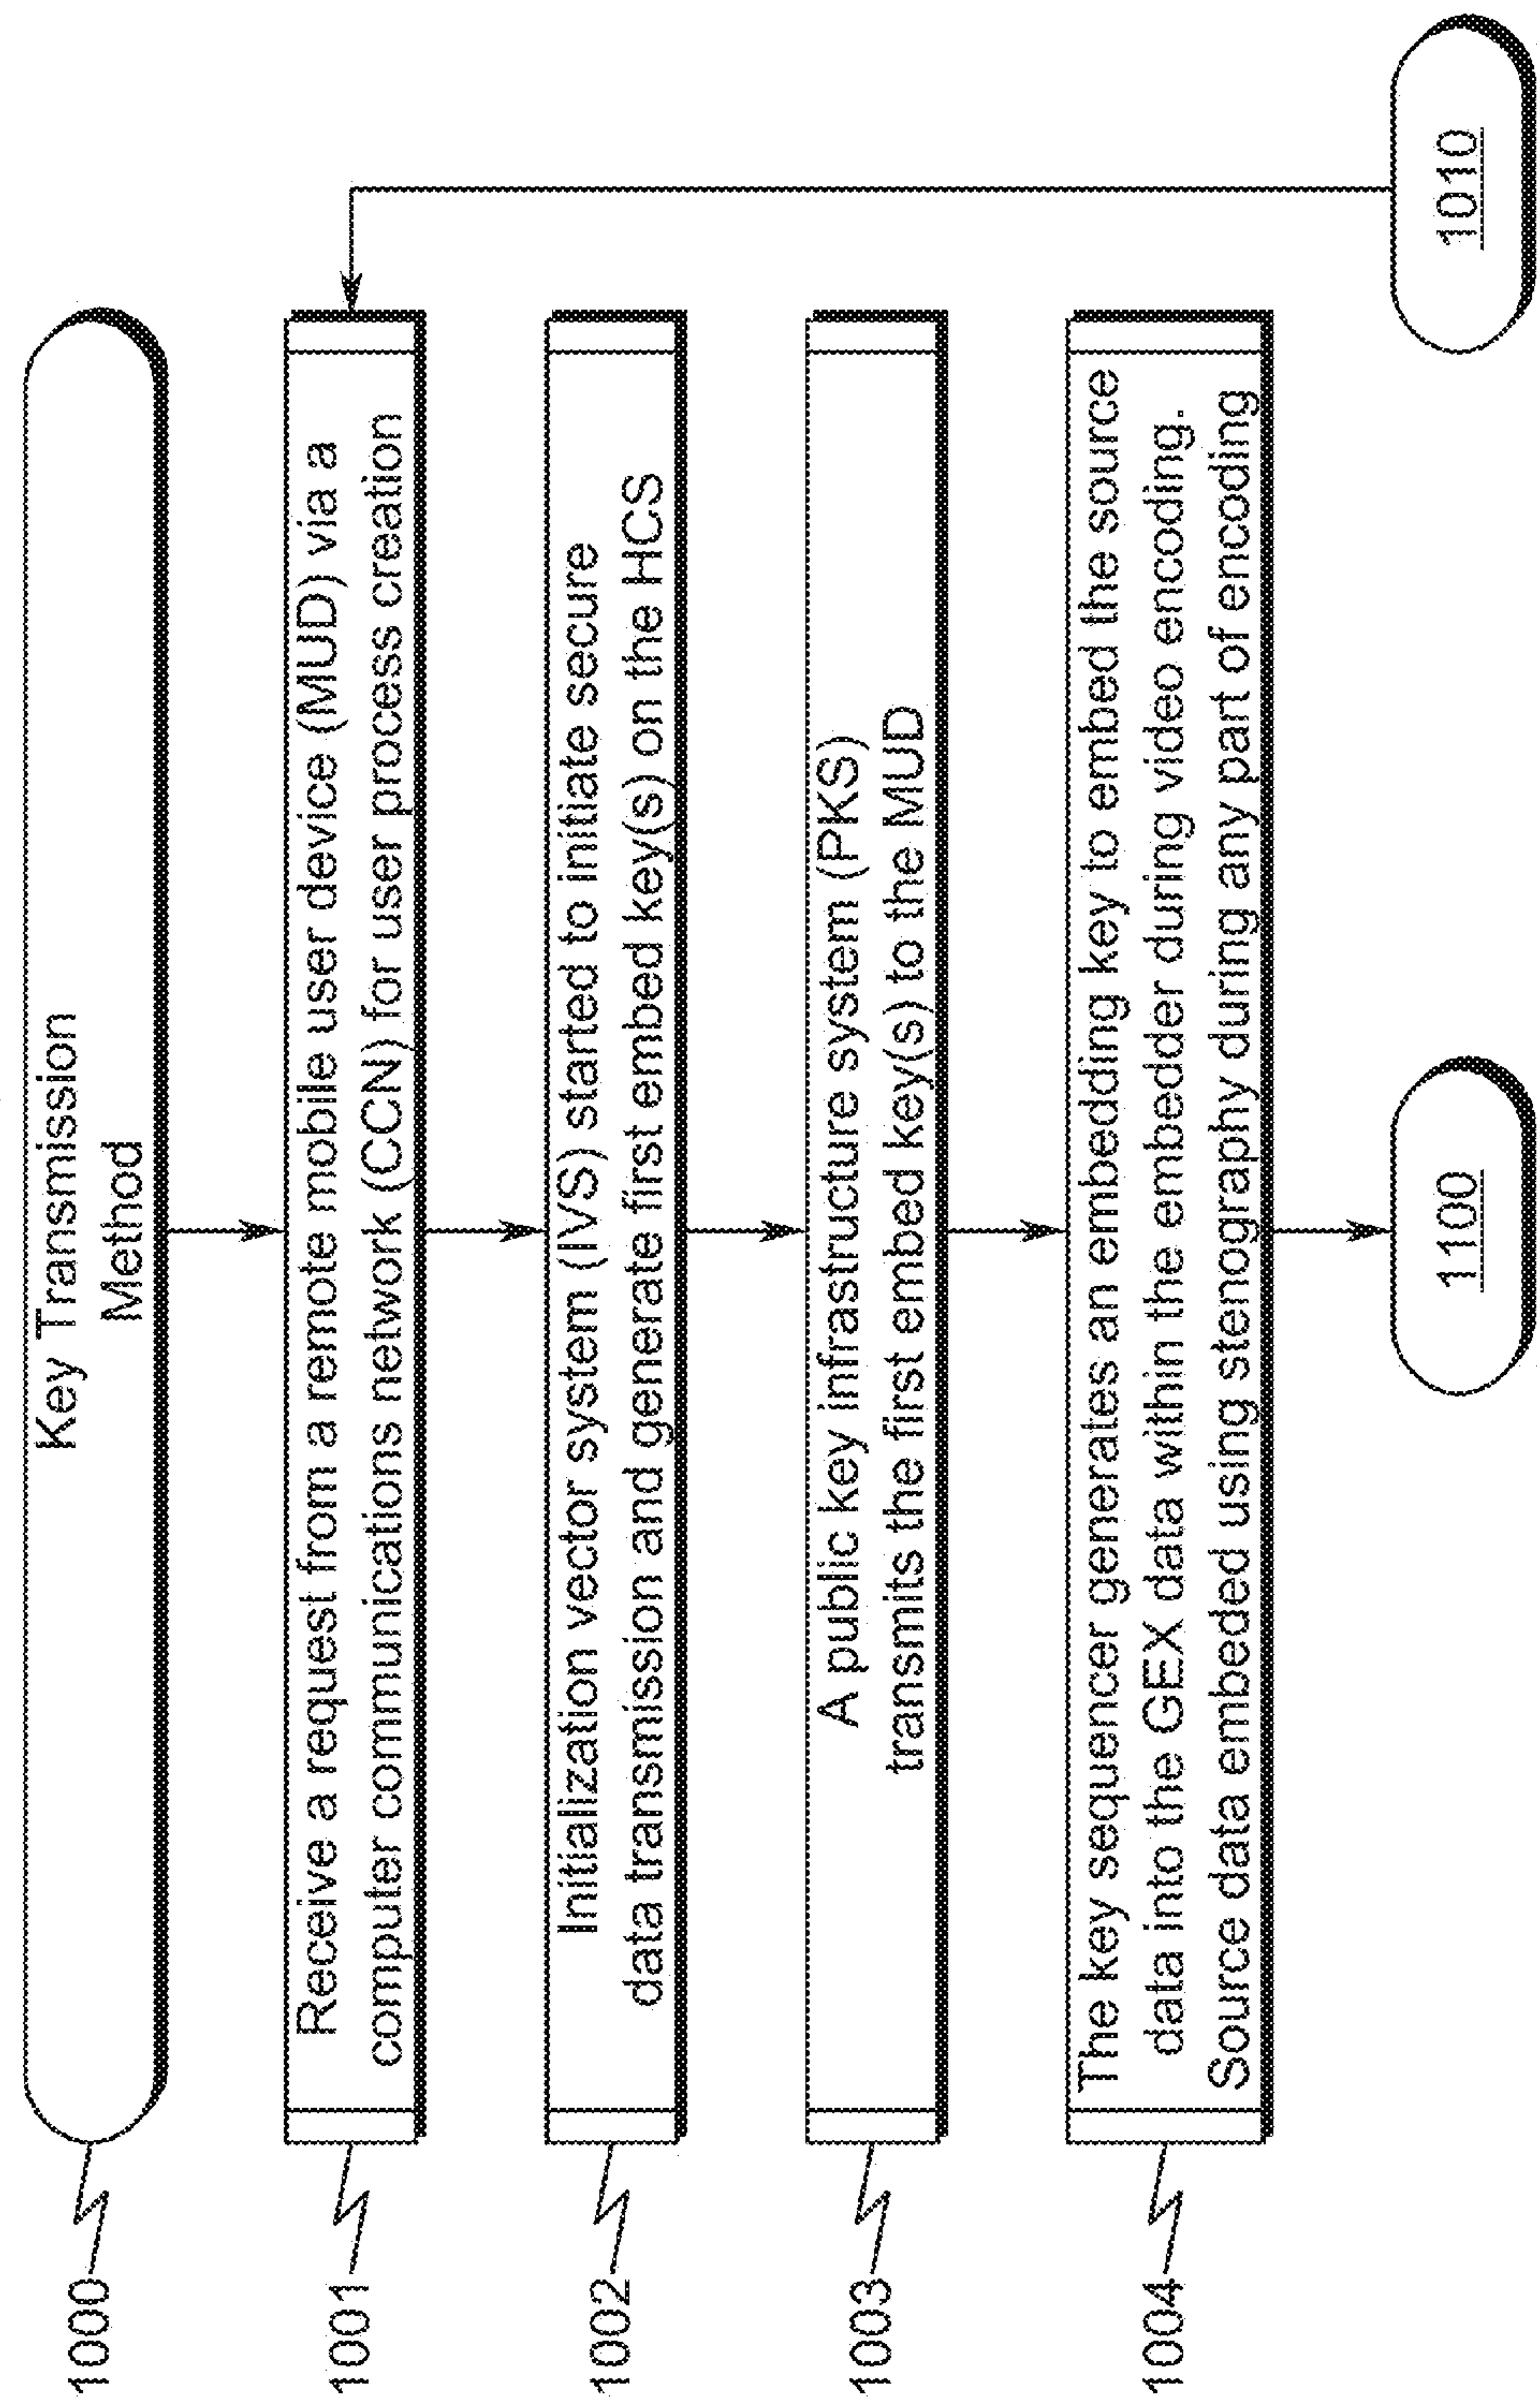 Key Transmission
Method
1000
Receive a request from a remote mobile user device (MUD) via a
computer communications network (CCN) for user process creation
1001
Initialization vector system (IVS) started to initiate secure
data transmission and generate first embed key(s) on the HCS
1002
A public key infrastructure system (PKS)
transmits the first embed key(s) to the MUD
1003
The key sequencer generates an embedding key to embed the source
data into the GEX data within the embedder during video encoding.
Source data embeded using stenography during any part of encoding
1004
1100
1010